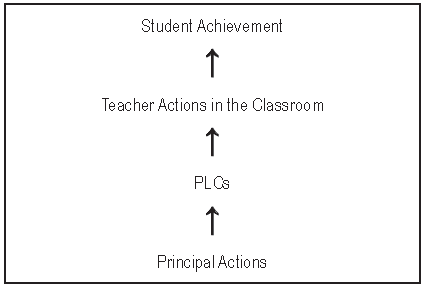 Student Achievement
Teacher Actions in the Classroom
PLCs
Principal Actions